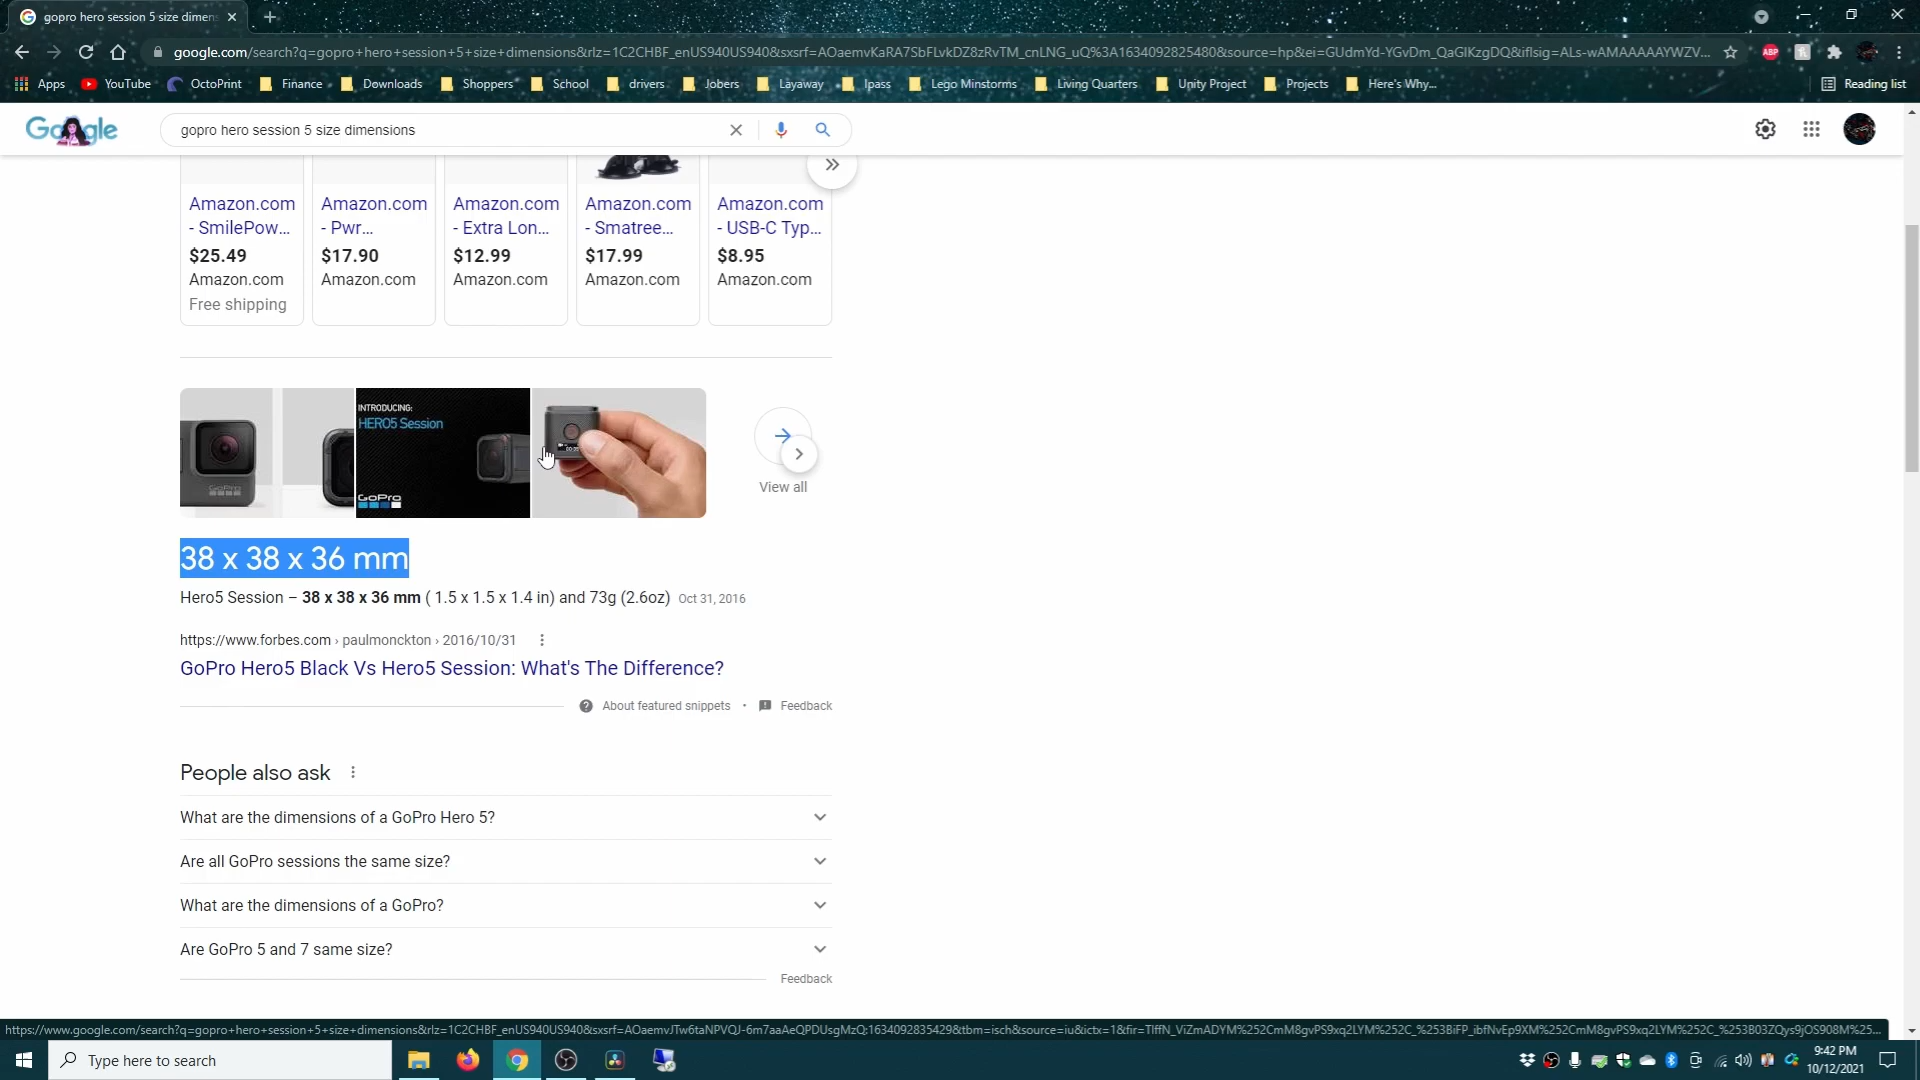 gopro hero session 5 size dimens
google.com/search?q=gopro+hero+session+5+size+dimensions&rlz=1C2CHBF_enUS940US940&sxsrf=AOaemvKaRA7SbFLvkDZ8zRvTM_cnLNG_uQ%3A1634092825480&source=hp&ei=GUdmYd-YGvDm_QaGlKzgDQ&iflsig=ALs-wAMAAAAAYWZV...
Apps YouTube OctoPrint Finance Downloads Shoppers School drivers Jobers Layaway Ipass Lego Minstorms Living Quarters Unity Project Projects Here's Why... Reading list
gopro hero session 5 size dimensions
Amazon.com Amazon.com Amazon.com Amazon.com Amazon.com
- SmilePow... - Pwr... - Extra Lon... - Smatree... - USB-C Typ...
$25.49 $17.90 $12.99 $17.99 $8.95
Amazon.com Amazon.com Amazon.com Amazon.com Amazon.com
Free shipping
INTRODUCING:
HERO5 Session
GoPro
GoPro
View all
38 x 38 x 36 mm
Hero5 Session – 38 x 38 x 36 mm ( 1.5 x 1.5 x 1.4 in) and 73g (2.6oz) Oct 31, 2016
https://www.forbes.com › paulmonckton › 2016/10/31
GoPro Hero5 Black Vs Hero5 Session: What's The Difference?
About featured snippets • Feedback
People also ask
What are the dimensions of a GoPro Hero 5?
Are all GoPro sessions the same size?
What are the dimensions of a GoPro?
Are GoPro 5 and 7 same size?
Feedback
Type here to search
9:42 PM
10/12/2021